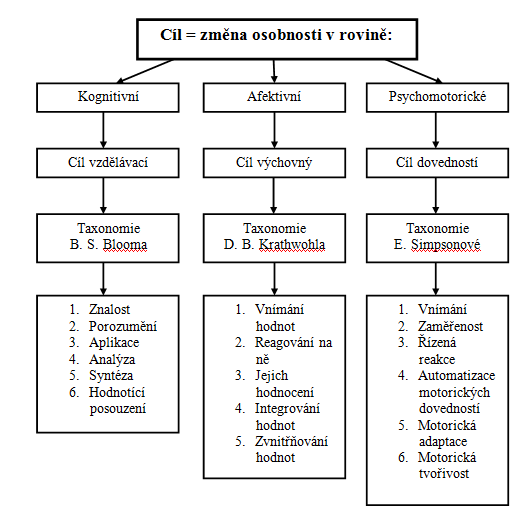 Cíl = změna osobnosti v rovině:
Kognitivní
Afektivní
Psychomotorické
Cíl vzdělávací
Cíl výchovný
Cíl dovedností
Taxonomie
B. S. Blooma
Taxonomie
D. B. Krathwohla
Taxonomie
E. Simpsonové
1. Znalost
2. Porozumění
3. Aplikace
4. Analýza
5. Syntéza
6. Hodnotící
posouzení
1. Vnímání
hodnot
2. Reagování na
ně
3. Jejich
hodnocení
4. Integrování
hodnot
5. Zvnitřňování
hodnot
1. Vnímání
2. Zaměřenost
3. Řízená
reakce
4. Automatizace
motorických
dovedností
5. Motorická
adaptace
6. Motorická
tvořivost